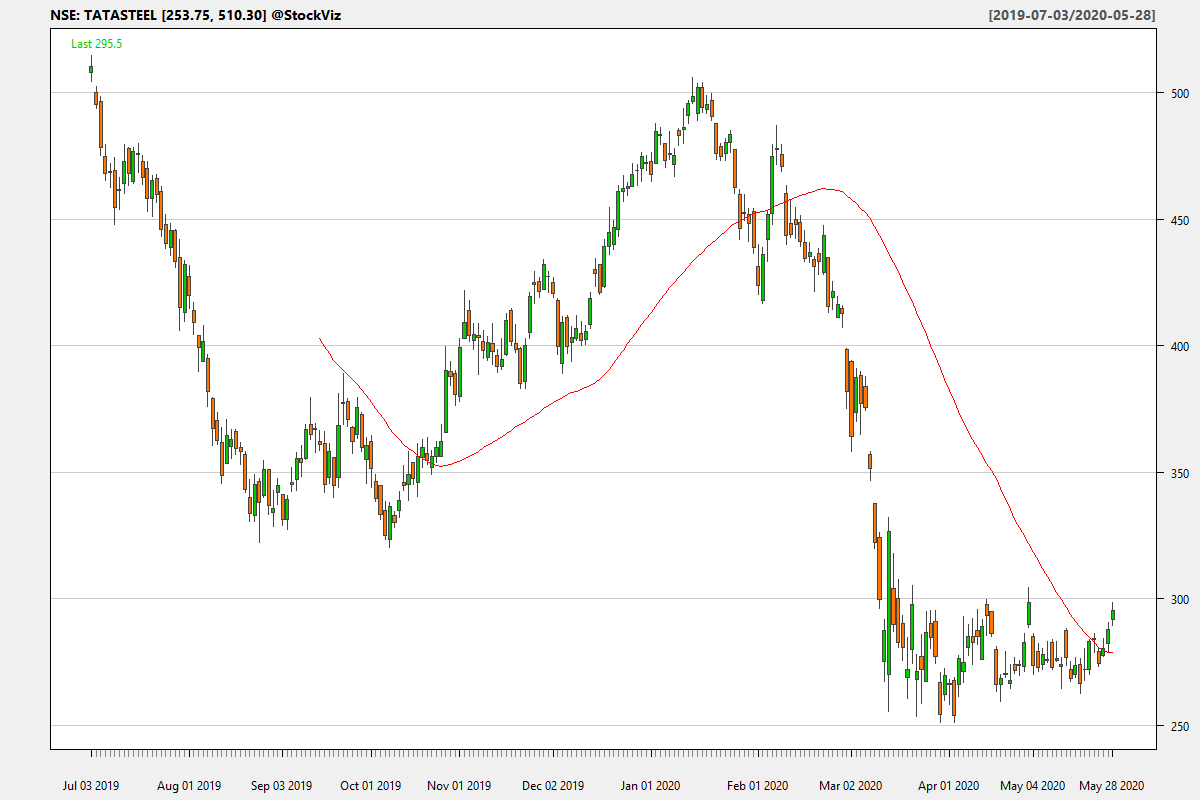 NSE: TATASTEEL [253.75, 510.30] @StockViz [2019-07-03/2020-05-28]
Last 295.5
500
450
400
350
300
250
Jul 03 2019 Aug 01 2019 Sep 03 2019 Oct 01 2019 Nov 01 2019 Dec 02 2019 Jan 01 2020 Feb 01 2020 Mar 02 2020 Apr 01 2020 May 04 2020 May 28 2020